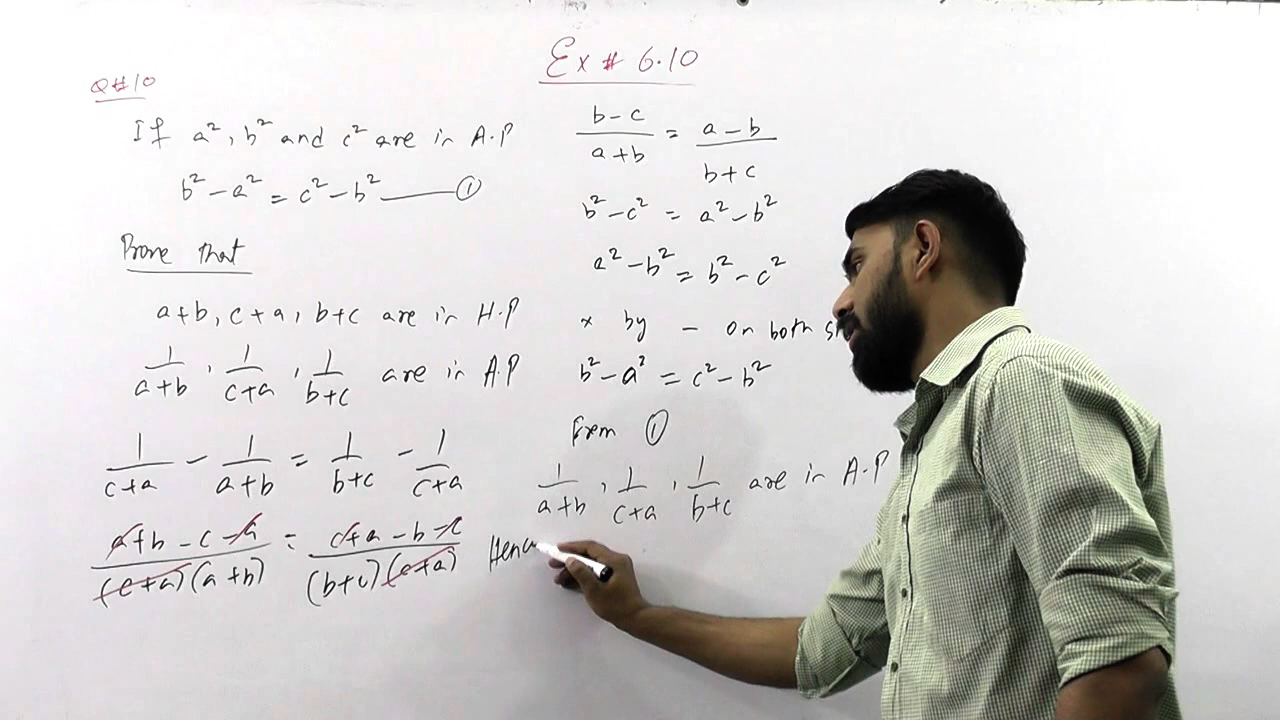 Ex # 6.10
Q#10
If a², b² and c² are in A.P
b² - a² = c² - b² ——— ①
Prove that
a+b, c+a, b+c are in H.P
1/(a+b), 1/(c+a), 1/(b+c) are in A.P
1/(c+a) - 1/(a+b) = 1/(b+c) - 1/(c+a)
(a+b-c-a)/((c+a)(a+b)) = (c+a-b-c)/((b+c)(c+a))
(b-c)/(a+b) = (a-b)/(b+c)
b² - c² = a² - b²
a² - b² = b² - c²
× by - on both
b² - a² = c² - b²
From ①
1/(a+b), 1/(c+a), 1/(b+c) are in A.P
Henc